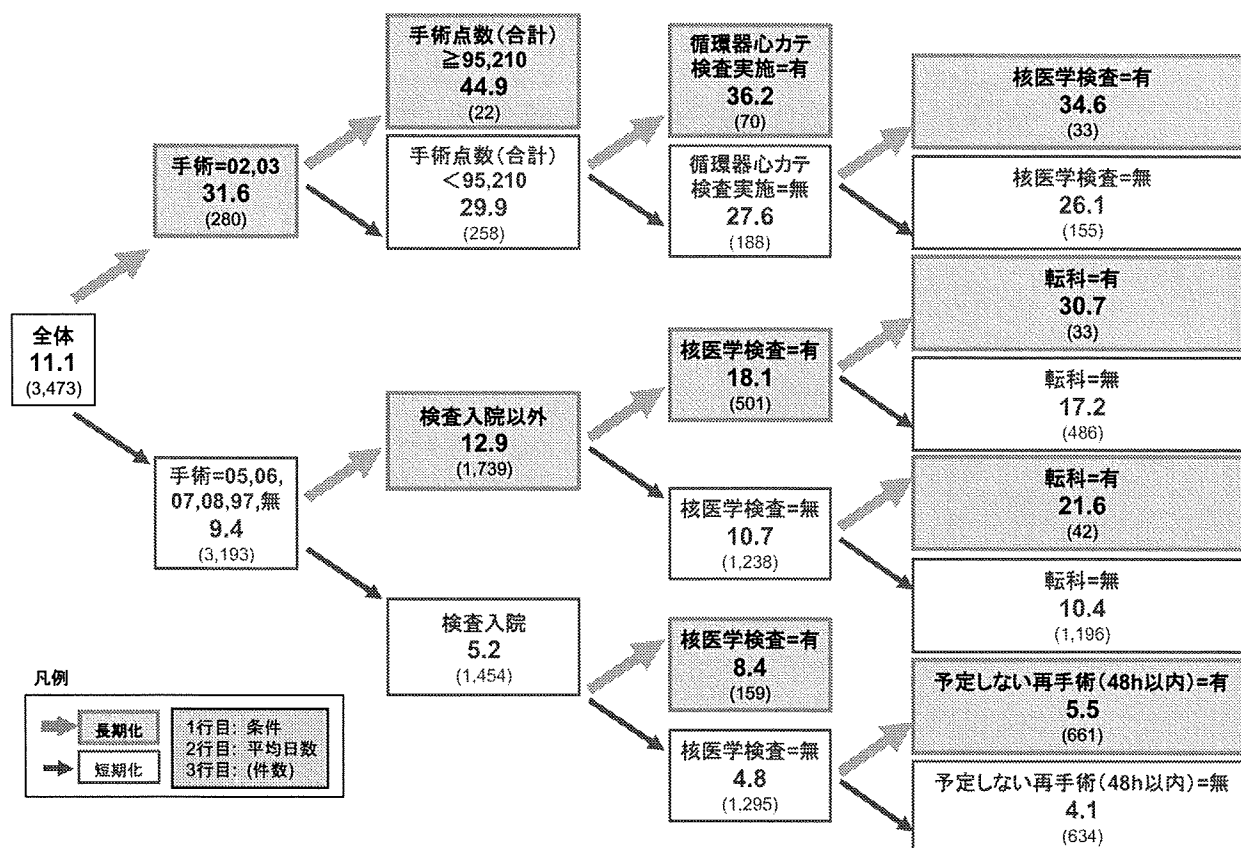 全体
11.1
(3,473)
手術=02,03
31.6
(280)
手術=05,06,
07,08,97,無
9.4
(3,193)
手術点数(合計)
≧95,210
44.9
(22)
手術点数(合計)
<95,210
29.9
(258)
検査入院以外
12.9
(1,739)
検査入院
5.2
(1,454)
循環器心カテ
検査実施=有
36.2
(70)
循環器心カテ
検査実施=無
27.6
(188)
核医学検査=有
18.1
(501)
核医学検査=無
10.7
(1,238)
核医学検査=有
8.4
(159)
核医学検査=無
4.8
(1,295)
核医学検査=有
34.6
(33)
核医学検査=無
26.1
(155)
転科=有
30.7
(33)
転科=無
17.2
(486)
転科=有
21.6
(42)
転科=無
10.4
(1,196)
予定しない再手術(48h以内)=有
5.5
(661)
予定しない再手術(48h以内)=無
4.1
(634)
凡例
長期化
短期化
1行目: 条件
2行目: 平均日数
3行目: (件数)